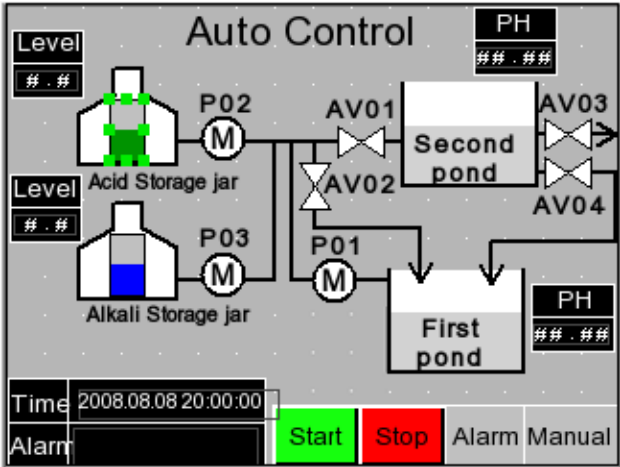 Auto Control
PH
##.##
Level
#.#
P02
M
AV01
AV03
Second
pond
Acid Storage jar
AV02
AV04
Level
#.#
P03
M
P01
M
Alkali Storage jar
PH
##.##
First
pond
Time
2008.08.08 20:00:00
Alarm
Start
Stop
Alarm
Manual